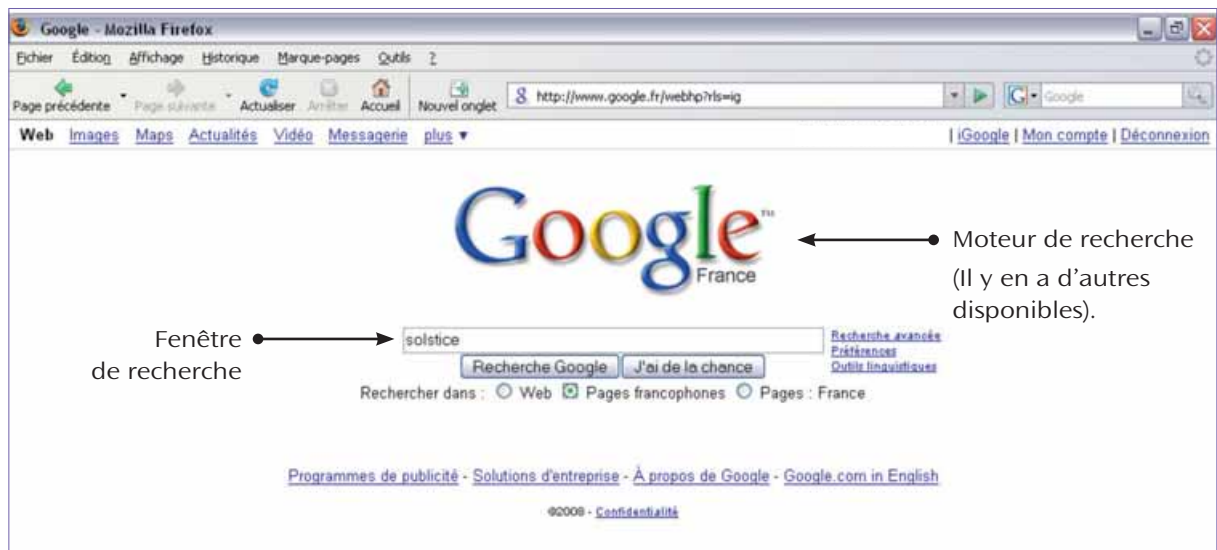 Google - Mozilla Firefox
Fichier Édition Affichage Historique Marque-pages Outils ?
Page précédente Page suivante Actualiser Arrêter Accueil Nouvel onglet http://www.google.fr/webhp?rls=ig Google
Web Images Maps Actualités Vidéo Messagerie plus ▼ | iGoogle | Mon compte | Déconnexion
Google™
France
Moteur de recherche
(Il y en a d’autres
disponibles).
Fenêtre
de recherche
solstice
Recherche avancée
Préférences
Outils linguistiques
Recherche Google J'ai de la chance
Rechercher dans : Web Pages francophones Pages : France
Programmes de publicité - Solutions d'entreprise - À propos de Google - Google.com in English
©2008 - Confidentialité